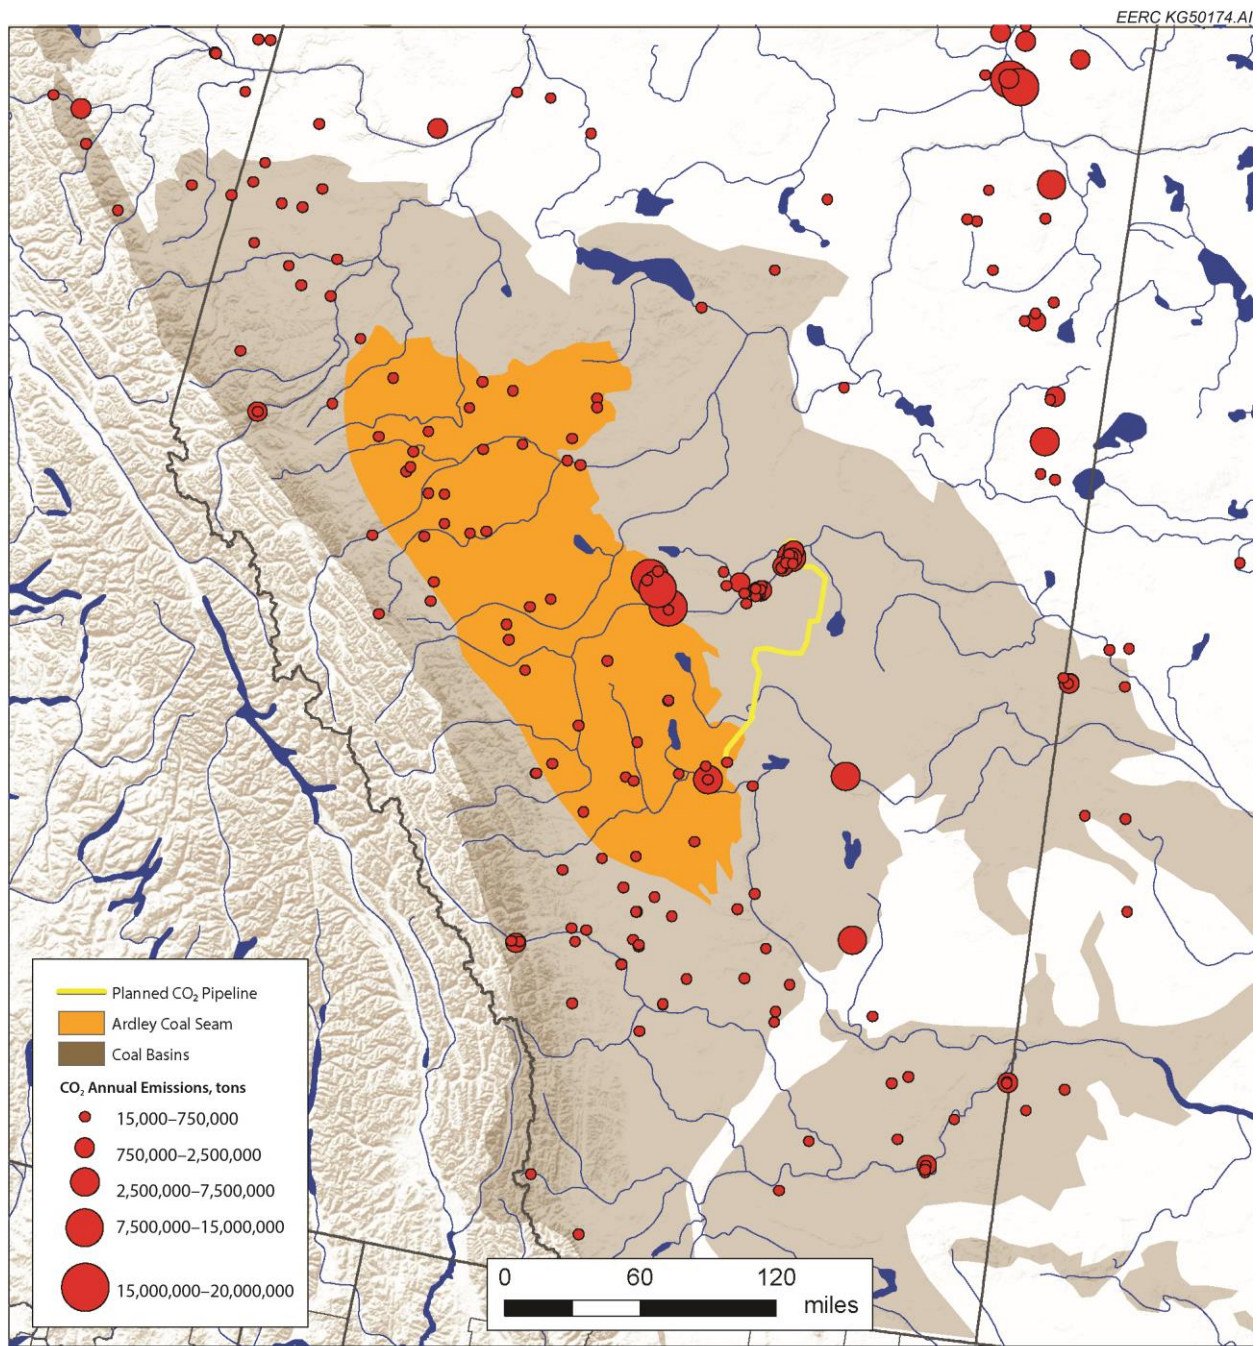 EERC KG50174.AI
Planned CO₂ Pipeline
Ardley Coal Seam
Coal Basins
CO₂ Annual Emissions, tons
15,000–750,000
750,000–2,500,000
2,500,000–7,500,000
7,500,000–15,000,000
15,000,000–20,000,000
0 60 120
miles